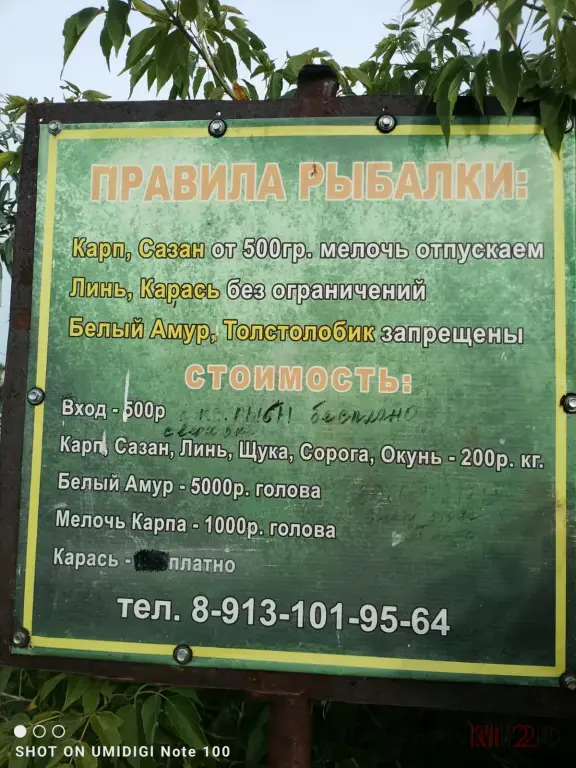 ПРАВИЛА РЫБАЛКИ:
Карп, Сазан от 500гр. мелочь отпускаем
Линь, Карась без ограничений
Белый Амур, Толстолобик запрещены
СТОИМОСТЬ:
Вход - 500р рыбы бесплатно
Карп, Сазан, Линь, Щука, Сорога, Окунь - 200р. кг.
Белый Амур - 5000р. голова
Мелочь Карпа - 1000р. голова
Карась - платно
тел. 8-913-101-95-64
SHOT ON UMIDIGI Note 100